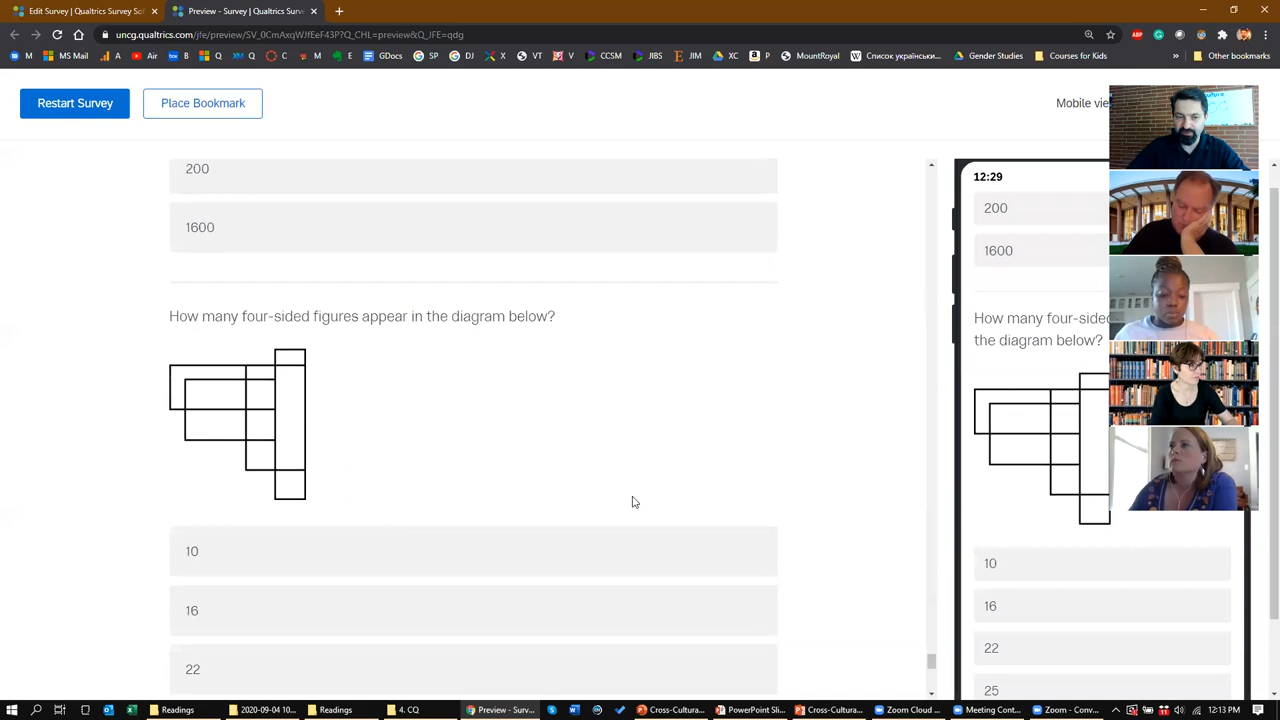 Edit Survey | Qualtrics Survey Sol
Preview - Survey | Qualtrics Surve
uncg.qualtrics.com/jfe/preview/SV_0CmAxqWJfEeF43P?Q_CHL=preview&Q_JFE=qdg
M
MS Mail
A
Air
B
Q
Q
C
M
E
GDocs
SP
DJ
X
VT
V
CCSM
JIBS
JIM
XC
P
MountRoyal
Список українськи...
Gender Studies
Courses for Kids
Other bookmarks
Restart Survey
Place Bookmark
Mobile vie
200
1600
How many four-sided figures appear in the diagram below?
10
16
22
12:29
200
1600
How many four-sided
the diagram below?
10
16
22
25
Readings
2020-09-04 10...
Readings
4. CQ
Preview - Surv...
Cross-Cultura...
PowerPoint Sli...
Cross-Cultura...
Zoom Cloud ...
Meeting Cont...
Zoom - Conv...
12:13 PM